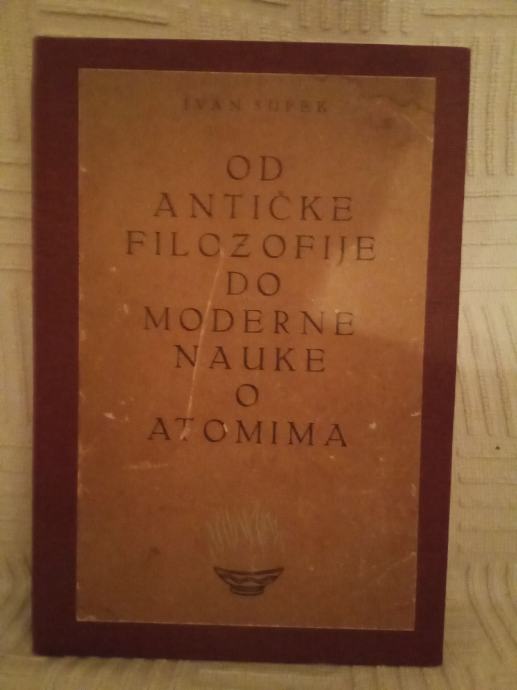 IVAN SUPEK
OD
ANTIČKE
FILOZOFIJE
DO
MODERNE
NAUKE
O
ATOMIMA